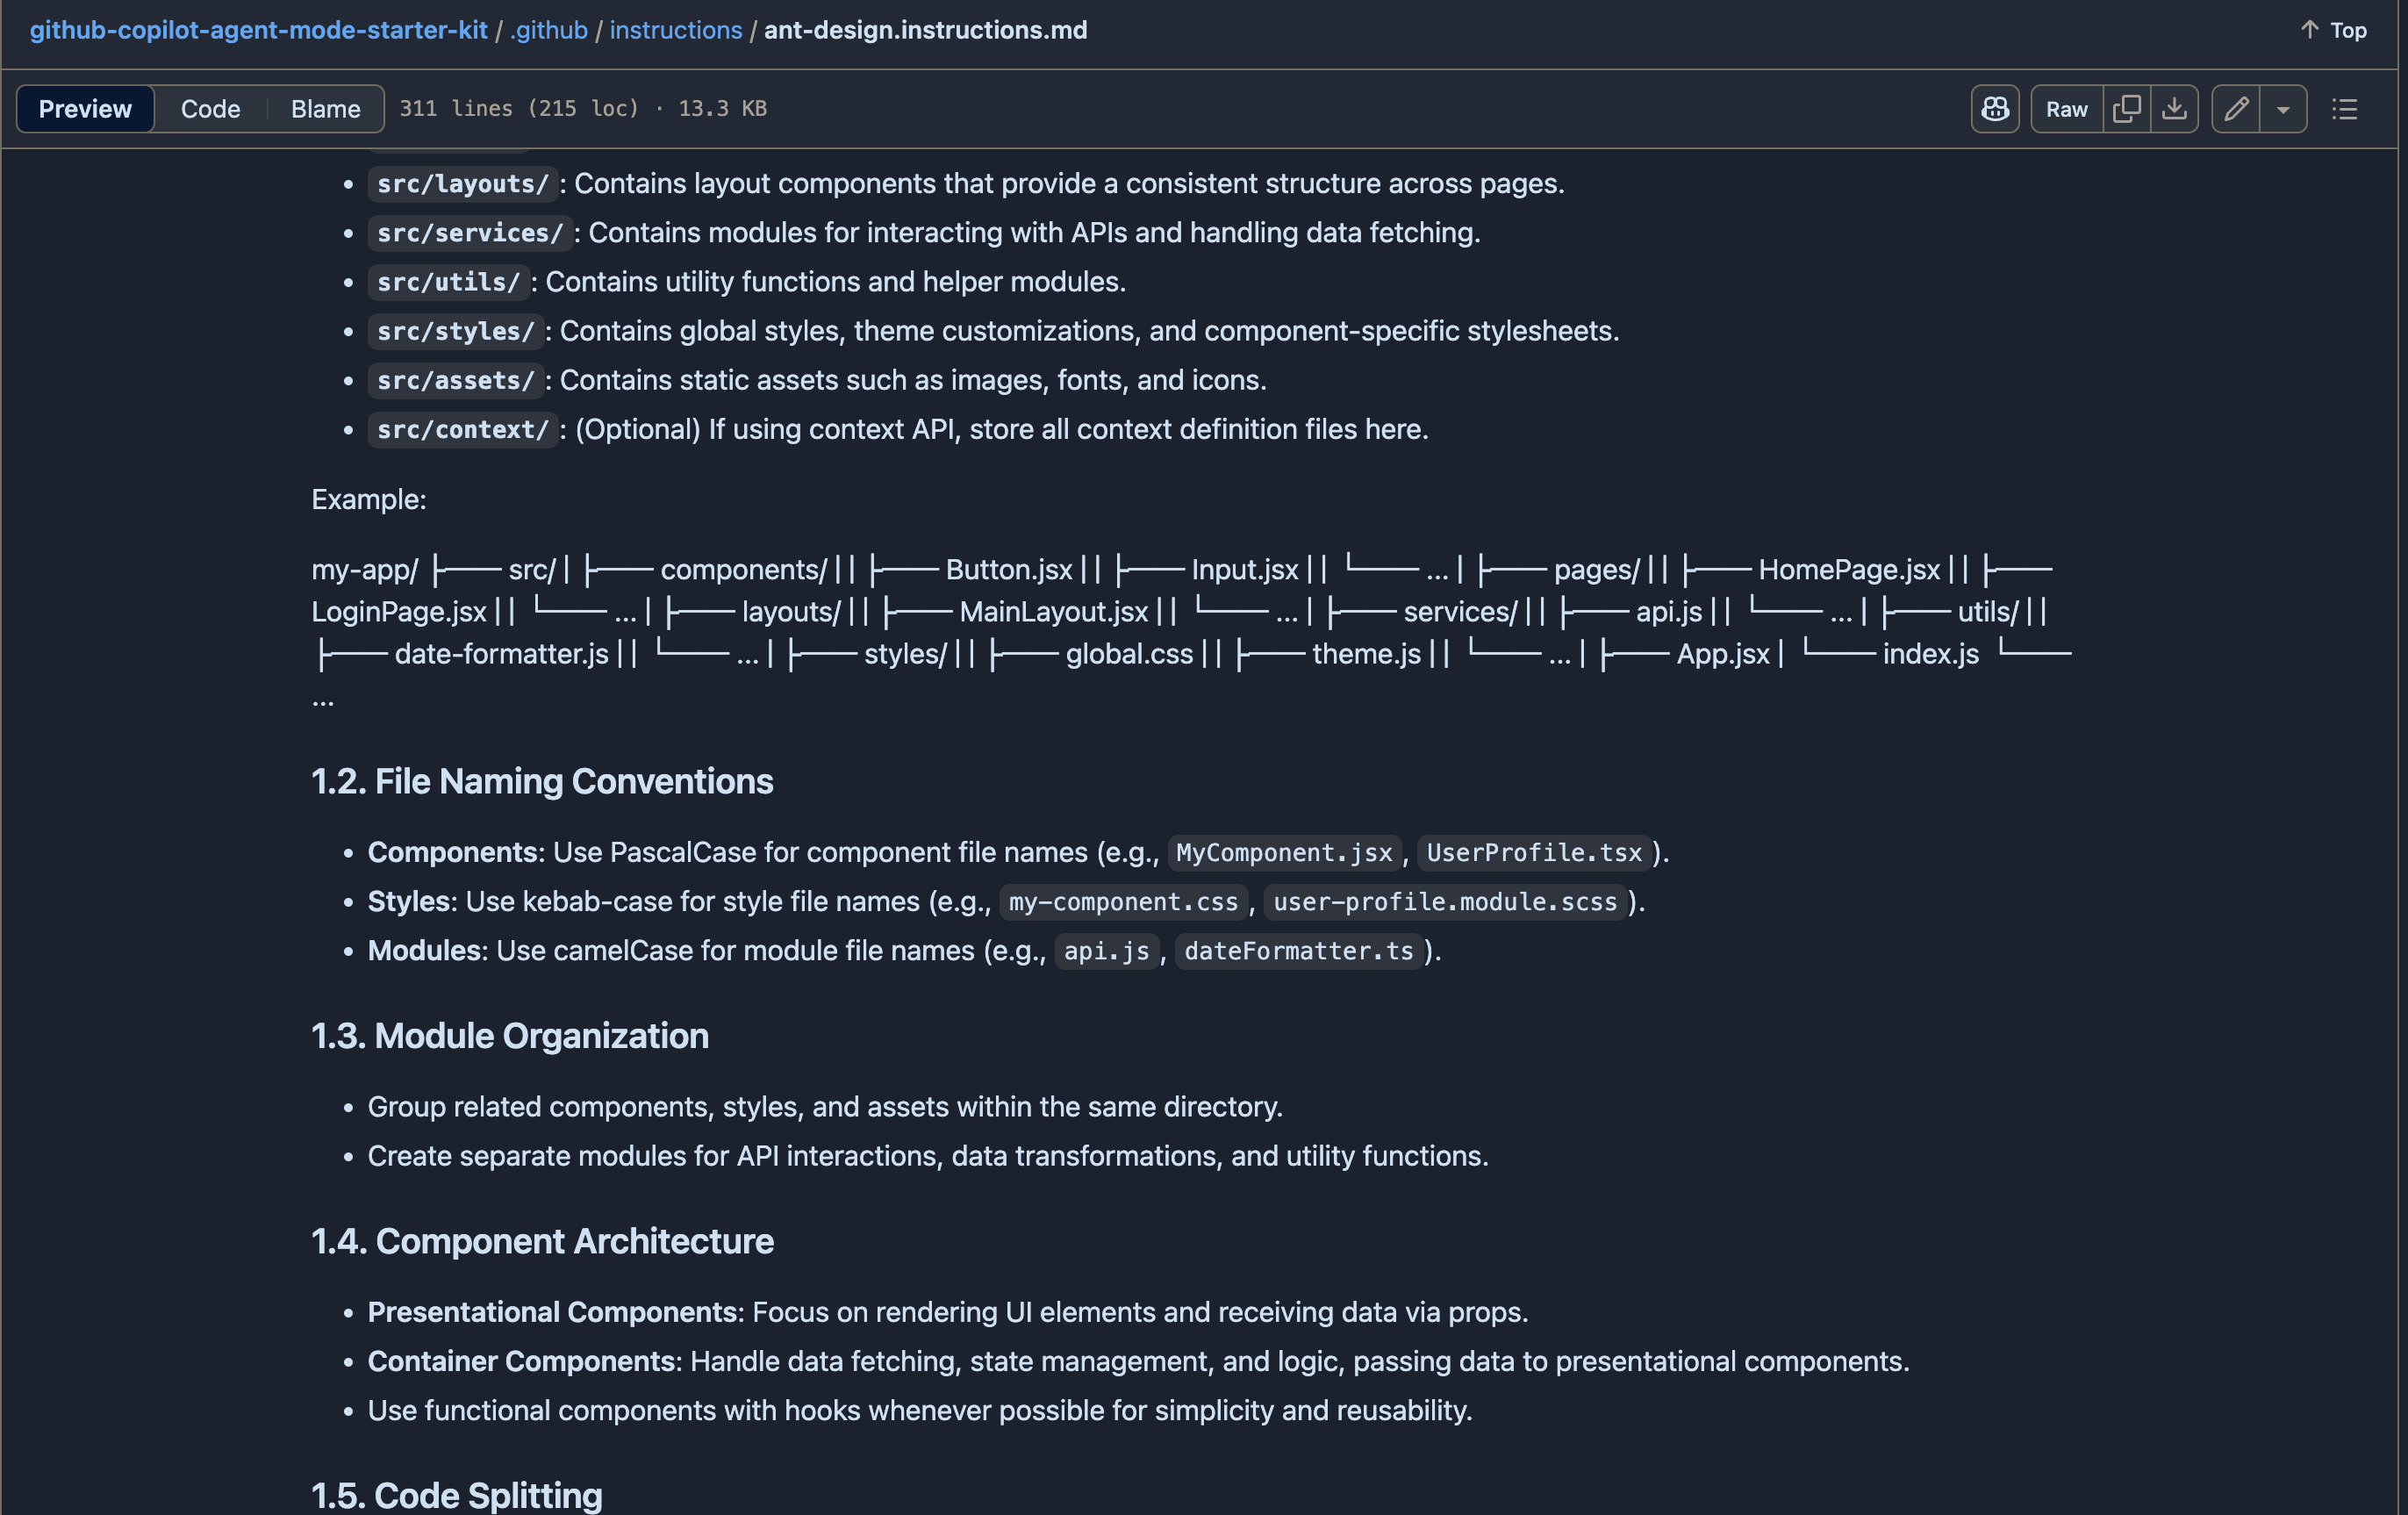 github-copilot-agent-mode-starter-kit / .github / instructions / ant-design.instructions.md
↑ Top
Preview Code Blame 311 lines (215 loc) · 13.3 KB Raw
• src/layouts/ : Contains layout components that provide a consistent structure across pages.
• src/services/ : Contains modules for interacting with APIs and handling data fetching.
• src/utils/ : Contains utility functions and helper modules.
• src/styles/ : Contains global styles, theme customizations, and component-specific stylesheets.
• src/assets/ : Contains static assets such as images, fonts, and icons.
• src/context/ : (Optional) If using context API, store all context definition files here.
Example:
my-app/ ├── src/ | ├── components/ | | ├── Button.jsx | | ├── Input.jsx | | └── ... | ├── pages/ | | ├── HomePage.jsx | | ├──
LoginPage.jsx | | └── ... | ├── layouts/ | | ├── MainLayout.jsx | | └── ... | ├── services/ | | ├── api.js | | └── ... | ├── utils/ | |
├── date-formatter.js | | └── ... | ├── styles/ | | ├── global.css | | ├── theme.js | | └── ... | ├── App.jsx | └── index.js └──
...
1.2. File Naming Conventions
• Components: Use PascalCase for component file names (e.g., MyComponent.jsx , UserProfile.tsx ).
• Styles: Use kebab-case for style file names (e.g., my-component.css , user-profile.module.scss ).
• Modules: Use camelCase for module file names (e.g., api.js , dateFormatter.ts ).
1.3. Module Organization
• Group related components, styles, and assets within the same directory.
• Create separate modules for API interactions, data transformations, and utility functions.
1.4. Component Architecture
• Presentational Components: Focus on rendering UI elements and receiving data via props.
• Container Components: Handle data fetching, state management, and logic, passing data to presentational components.
• Use functional components with hooks whenever possible for simplicity and reusability.
1.5. Code Splitting